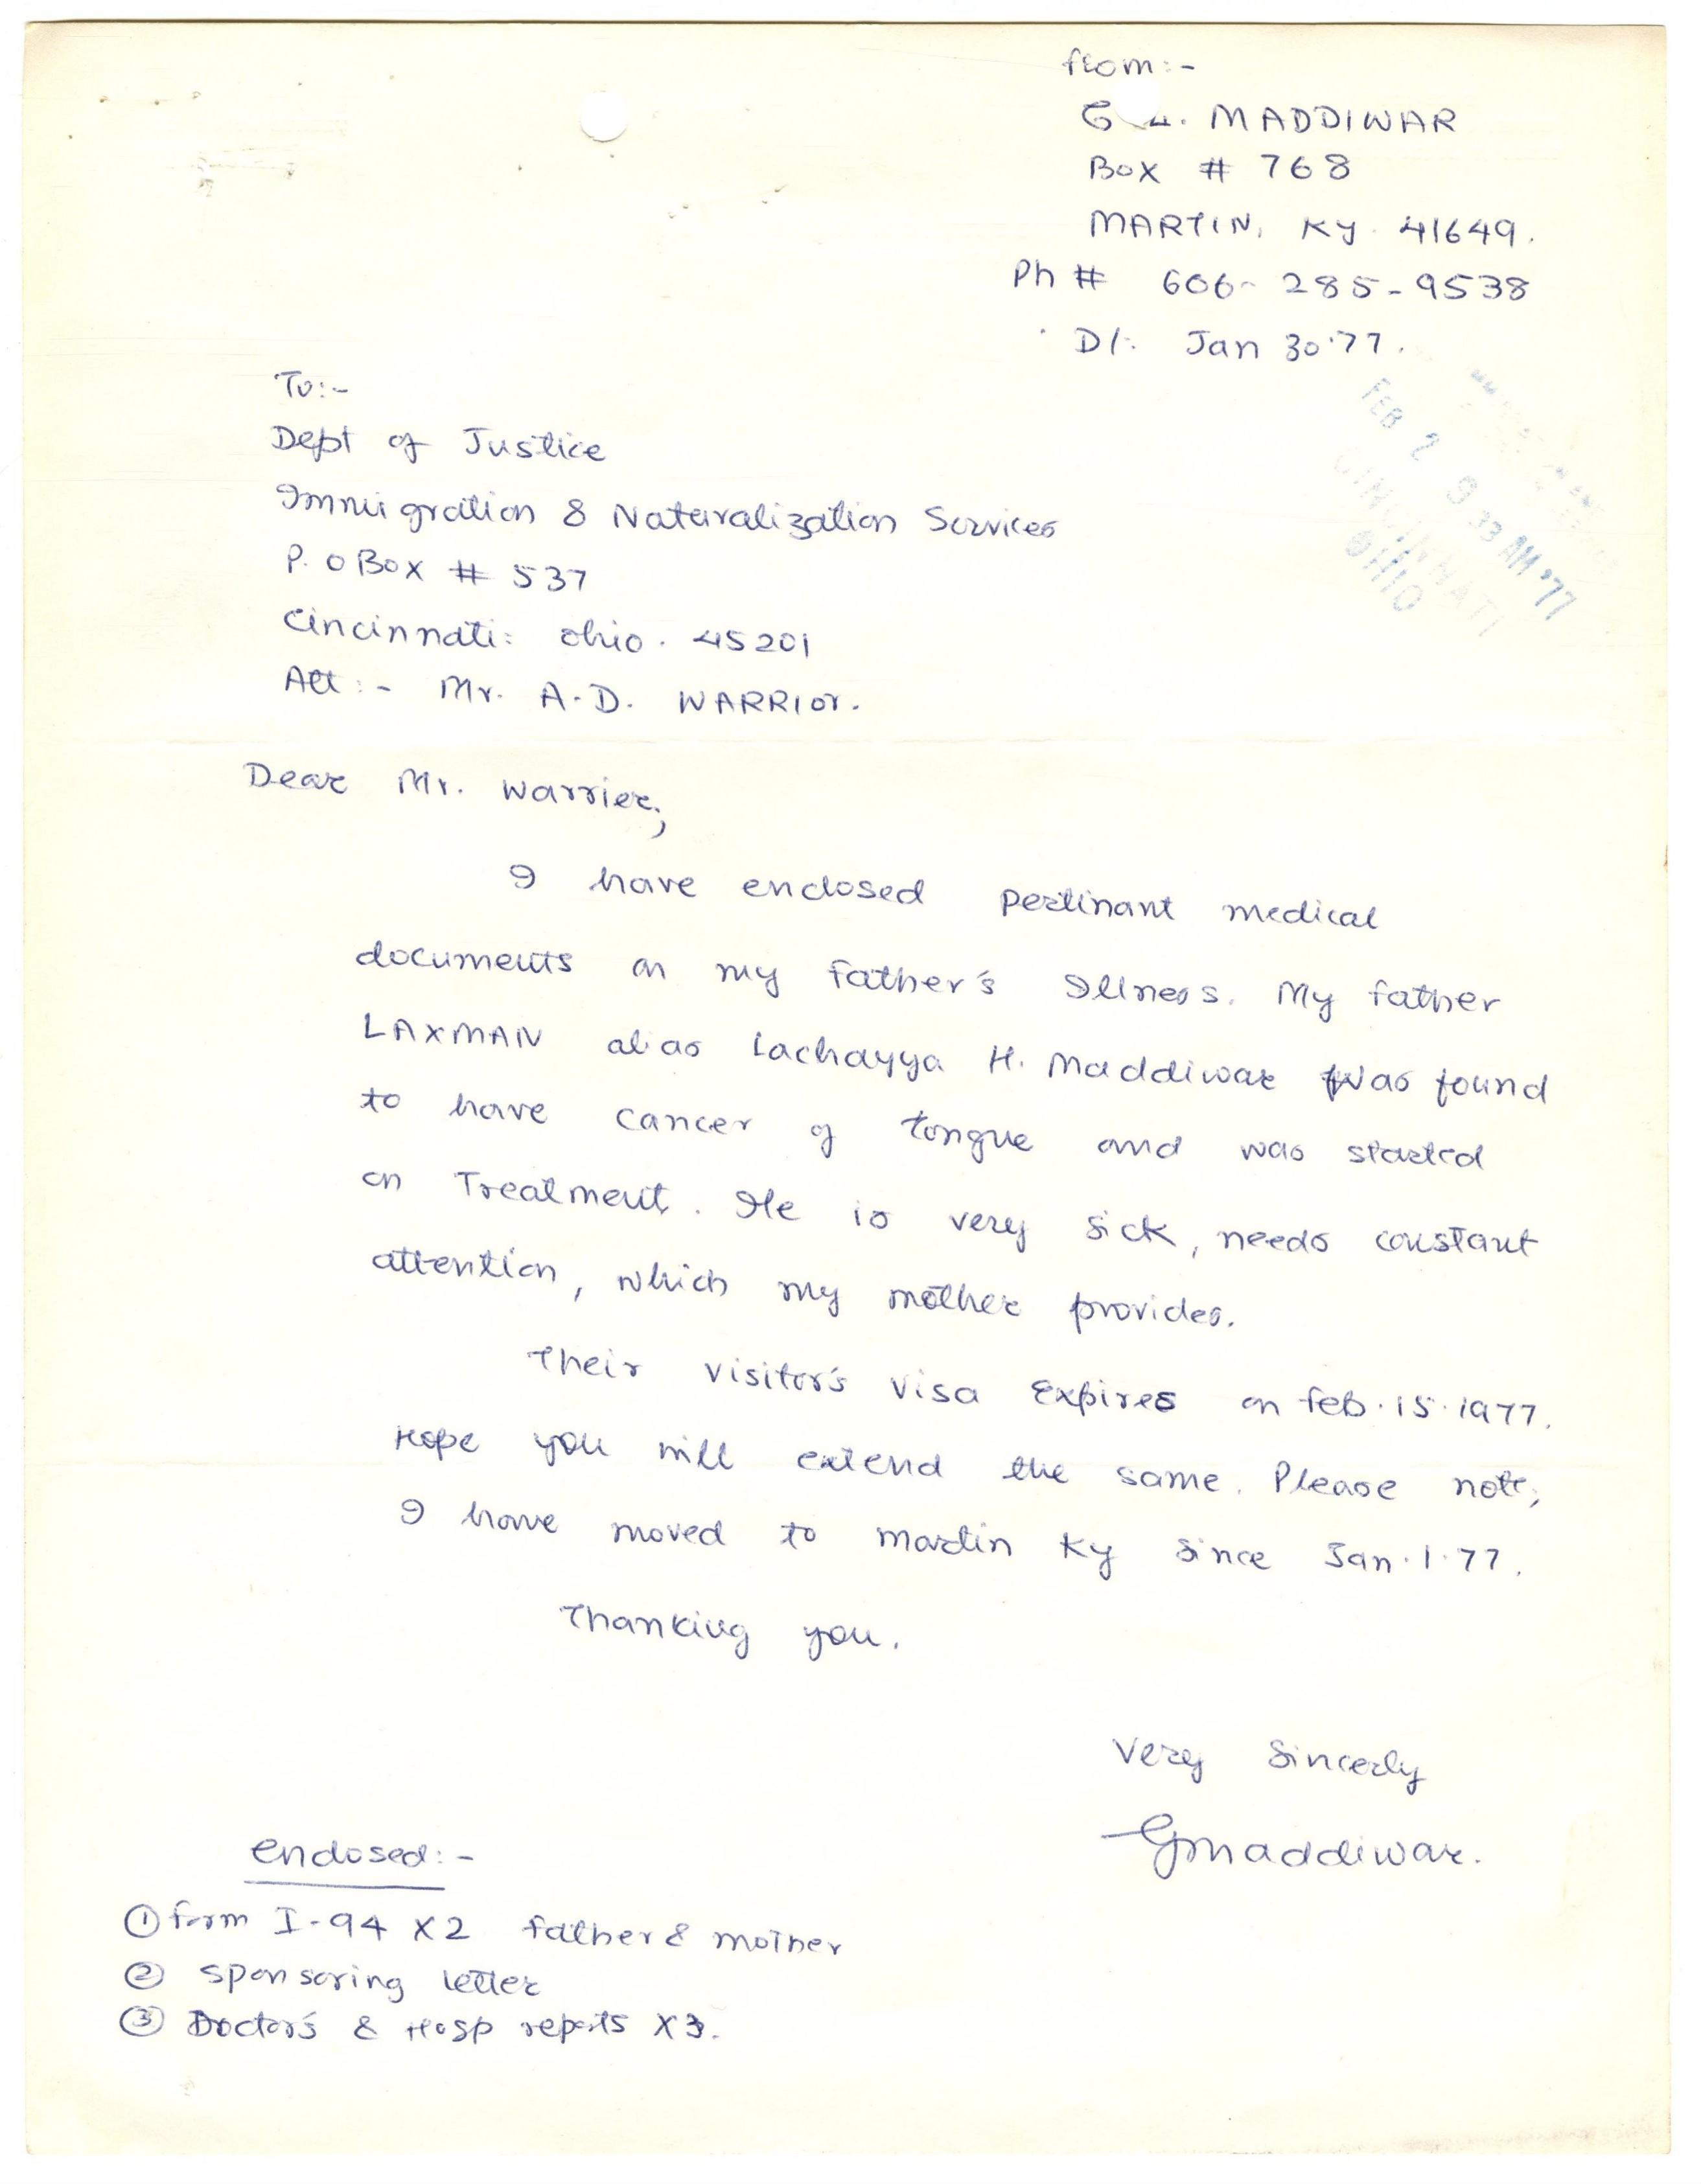 from:-
G L. MADDIWAR
Box # 768
MARTIN, Ky. 41649.
Ph # 606-285-9538
Dt: Jan 30.77.
FEB 2 9 33 AM '77
CINCINNATI
OHIO
To:-
Dept of Justice
Immigration & Naturalization Services
P.O Box # 537
Cincinnati: ohio. 45201
Att:- Mr. A.D. WARRIOr.
Dear Mr. Warrier,
I have enclosed pertinant medical
documents on my father's Illness. My father
LAXMAN alias Lachayya H. Maddiwar Was found
to have cancer of tongue and was started
on Treatment. He is very sick, needs constant
attention, which my mother provides.
Their visitor's visa Expires on feb.15.1977.
Hope you will extend the same. Please note,
I have moved to Martin Ky since Jan.1.77.
Thanking you.
Very Sincerly
GMaddiwar.
enclosed:-
① form I-94 X2 father & mother
② sponsoring letter
③ Doctor's & Hosp reports X3.